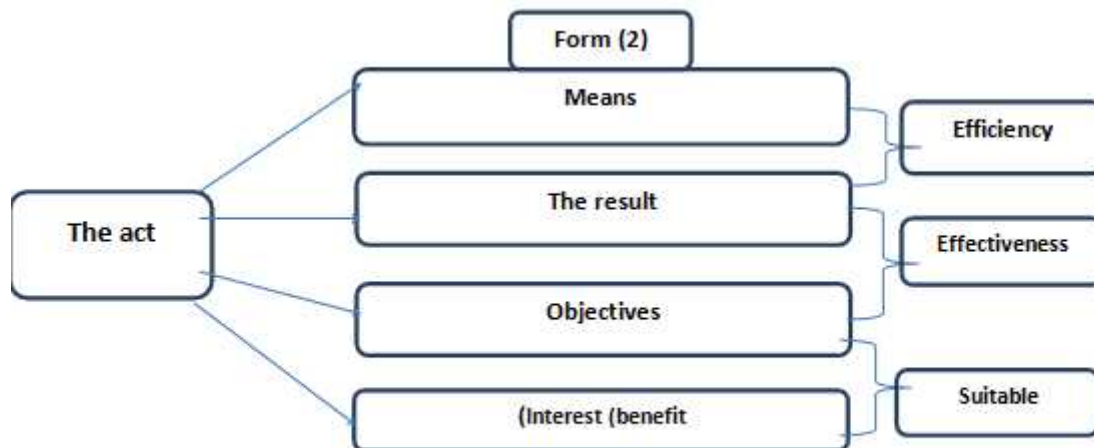 Form (2)
Means
Efficiency
The result
The act
Effectiveness
Objectives
Suitable
(Interest (benefit